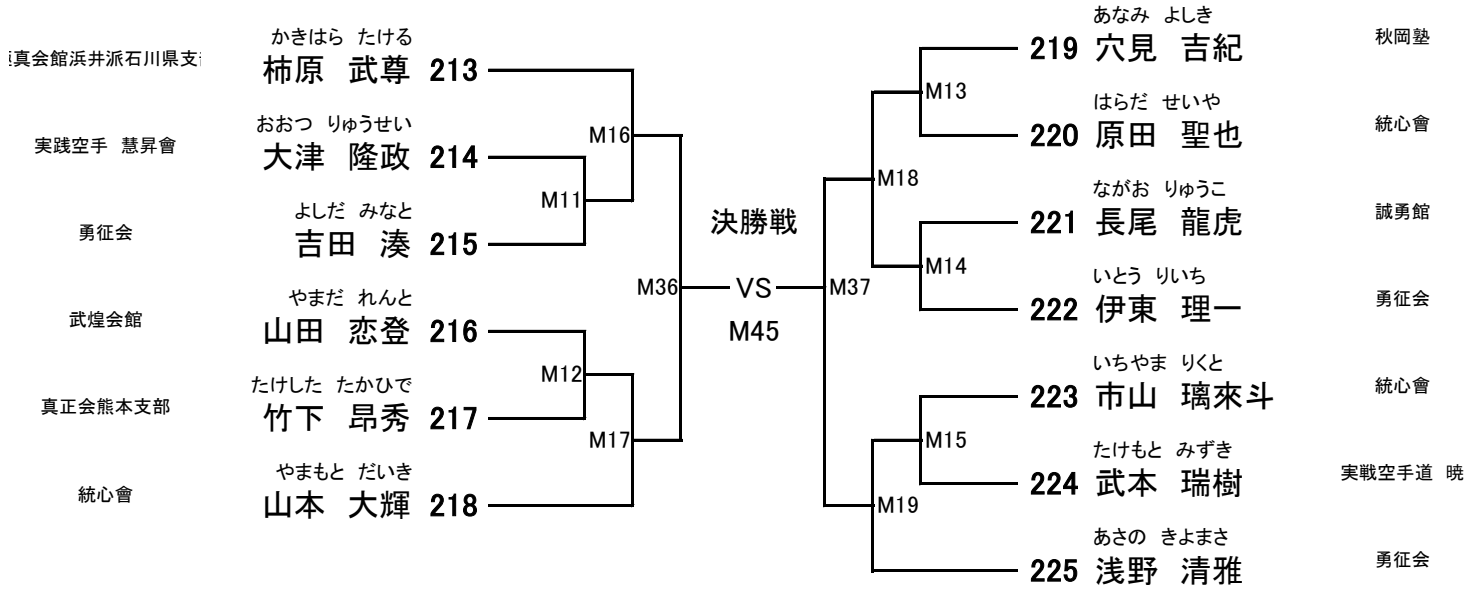 かきはら たける
真会館浜井派石川県支
柿原 武尊 213
おおつ りゅうせい
実践空手 慧昇會
大津 隆政 214
よしだ みなと
勇征会
吉田 湊 215
やまだ れんと
武煌会館
山田 恋登 216
たけした たかひで
真正会熊本支部
竹下 昂秀 217
やまもと だいき
統心會
山本 大輝 218
M16
M11
M12
M17
M36
決勝戦
VS
M45
M37
M13
M18
M14
M15
M19
あなみ よしき
219 穴見 吉紀
秋岡塾
はらだ せいや
220 原田 聖也
統心會
ながお りゅうこ
221 長尾 龍虎
誠勇館
いとう りいち
222 伊東 理一
勇征会
いちやま りくと
223 市山 璃來斗
統心會
たけもと みずき
224 武本 瑞樹
実戦空手道 暁
あさの きよまさ
225 浅野 清雅
勇征会